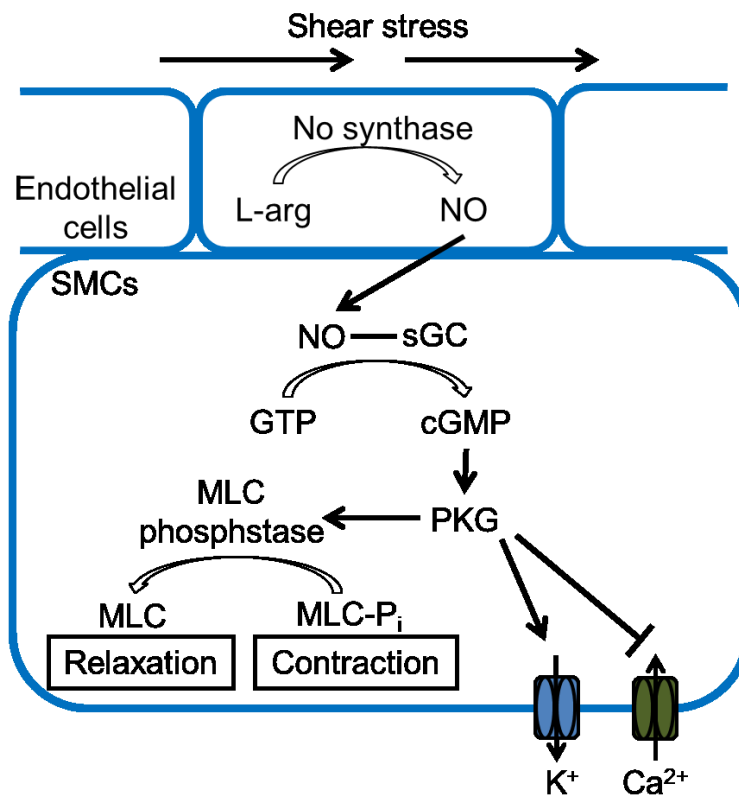 Shear stress
No synthase
Endothelial
cells
L-arg
NO
SMCs
NO sGC
GTP
cGMP
MLC
phosphstase
PKG
MLC
MLC-Pi
Relaxation
Contraction
K⁺
Ca²⁺